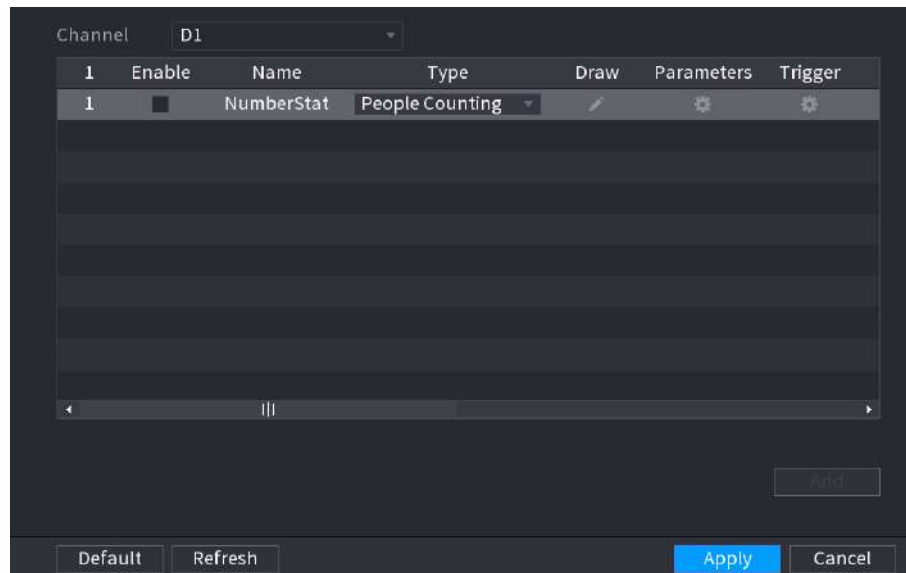 Channel D1
1 Enable Name Type Draw Parameters Trigger
1 NumberStat People Counting
Add
Default Refresh Apply Cancel